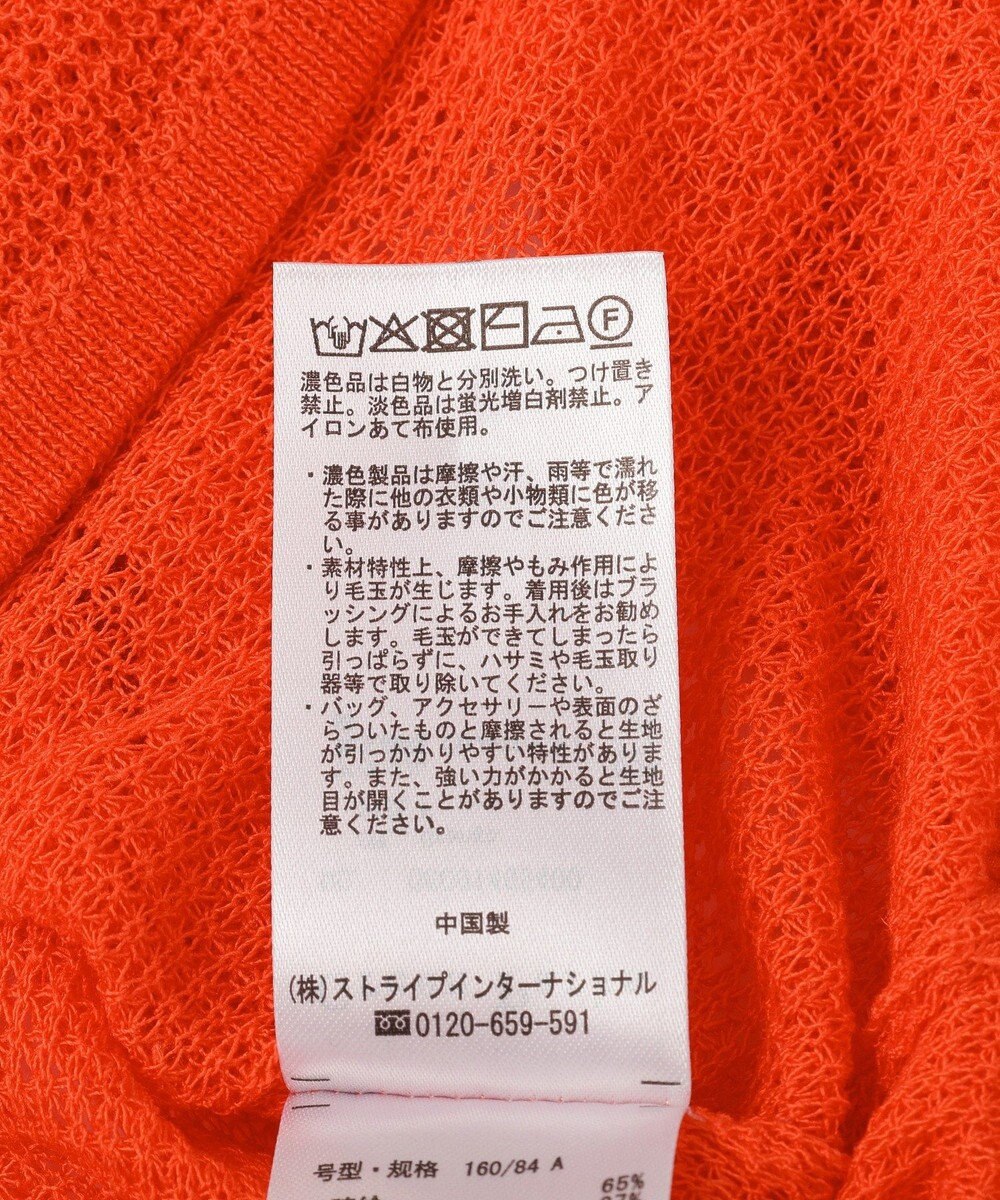 F
濃色品は白物と分別洗い。つけ置き
禁止。淡色品は蛍光増白剤禁止。ア
イロンあて布使用。
・濃色製品は摩擦や汗、雨等で濡れ
た際に他の衣類や小物類に色が移
る事がありますのでご注意くださ
い。
・素材特性上、摩擦やもみ作用によ
り毛玉が生じます。着用後はブラ
ッシングによるお手入れをお勧め
します。毛玉ができてしまったら
引っぱらずに、ハサミや毛玉取り
器等で取り除いてください。
・バッグ、アクセサリーや表面のざ
らついたものと摩擦されると生地
が引っかかりやすい特性がありま
す。また、強い力がかかると生地
目が開くことがありますのでご注
意ください。
中国製
(株)ストライプインターナショナル
0120-659-591
号型・规格 160/84 A
65%